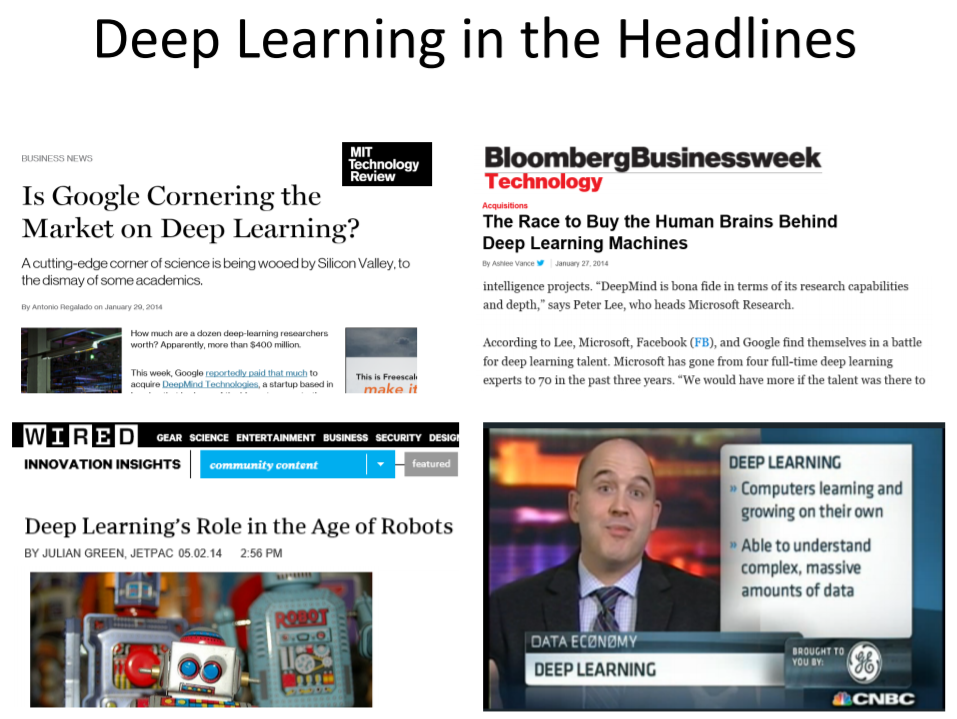 Deep Learning in the Headlines
BUSINESS NEWS
MIT
Technology
Review
Is Google Cornering the
Market on Deep Learning?
A cutting-edge corner of science is being wooed by Silicon Valley, to
the dismay of some academics.
By Antonio Regalado on January 29, 2014
How much are a dozen deep-learning researchers
worth? Apparently, more than $400 million.
This week, Google reportedly paid that much to
acquire DeepMind Technologies, a startup based in
This is Freescal
make it
BloombergBusinessweek
Technology
Acquisitions
The Race to Buy the Human Brains Behind
Deep Learning Machines
By Ashlee Vance January 27, 2014
intelligence projects. “DeepMind is bona fide in terms of its research capabilities
and depth,” says Peter Lee, who heads Microsoft Research.
According to Lee, Microsoft, Facebook (FB), and Google find themselves in a battle
for deep learning talent. Microsoft has gone from four full-time deep learning
experts to 70 in the past three years. “We would have more if the talent was there to
WIRED GEAR SCIENCE ENTERTAINMENT BUSINESS SECURITY DESIG
INNOVATION INSIGHTS community content featured
Deep Learning’s Role in the Age of Robots
BY JULIAN GREEN, JETPAC 05.02.14 2:56 PM
ROBOT
DEEP LEARNING
» Computers learning and
growing on their own
» Able to understand
complex, massive
amounts of data
DATA ECONOMY
DEEP LEARNING
BROUGHT TO
YOU BY:
GE
CNBC